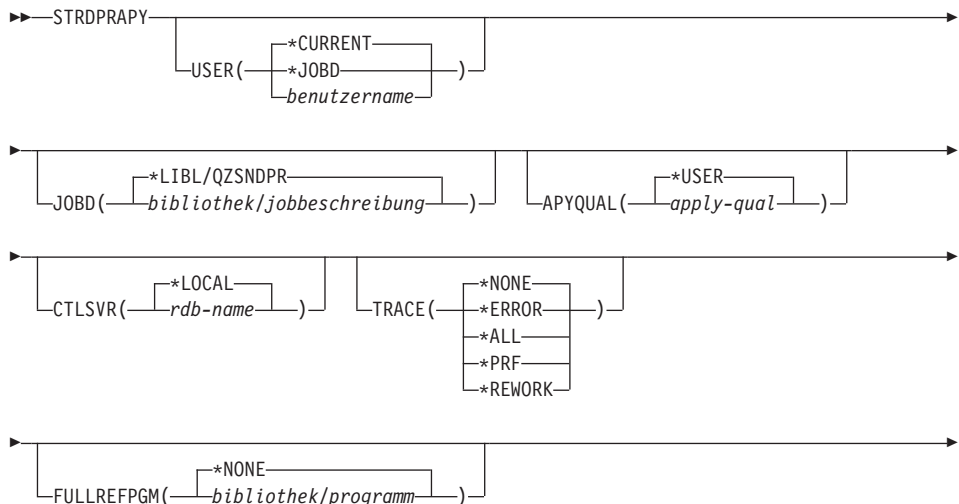 STRDPRAPY
*CURRENT
USER( *JOBD )
benutzername
*LIBL/QZSNDPR *USER
JOBD( bibliothek/jobbeschreibung ) APYQUAL( apply-qual )
*LOCAL *NONE
CTLSVR( rdb-name ) TRACE( *ERROR )
*ALL
*PRF
*REWORK
*NONE
FULLREFPGM( bibliothek/programm )